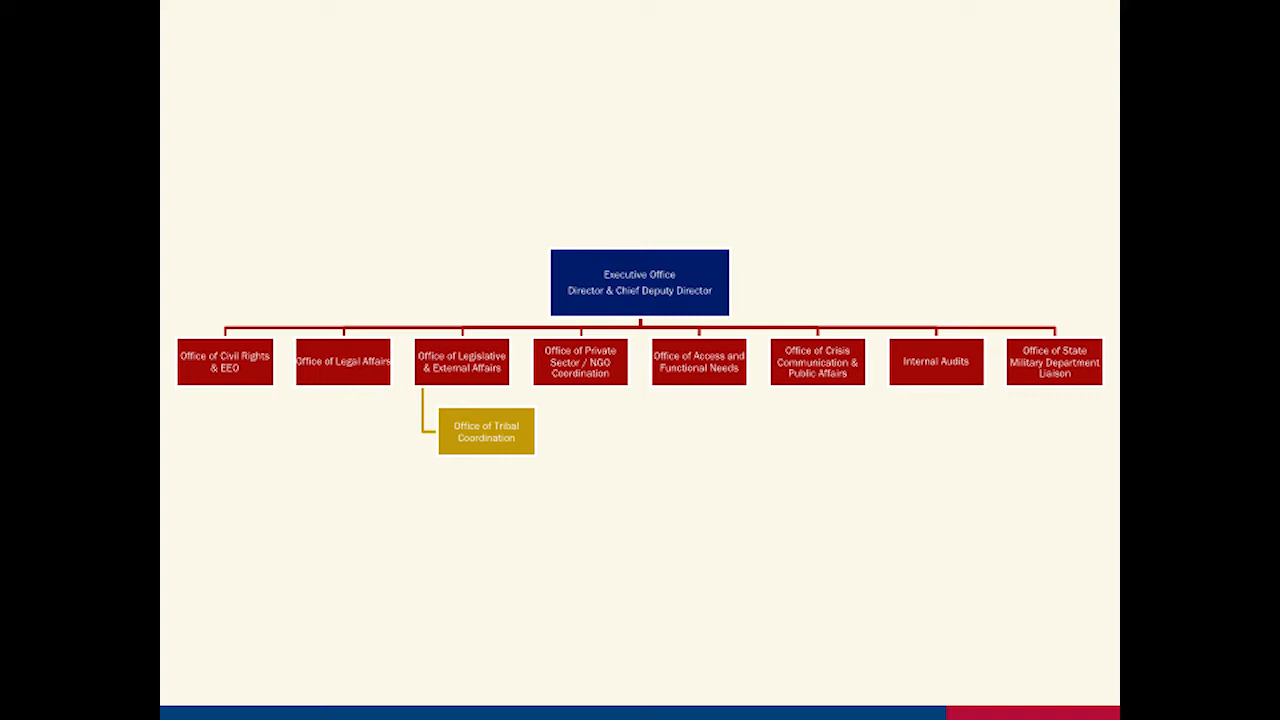 Executive Office
Director & Chief Deputy Director
Office of Civil Rights
& EEO
Office of Legal Affairs
Office of Legislative
& External Affairs
Office of Private
Sector / NGO
Coordination
Office of Access and
Functional Needs
Office of Crisis
Communication &
Public Affairs
Internal Audits
Office of State
Military Department
Liaison
Office of Tribal
Coordination